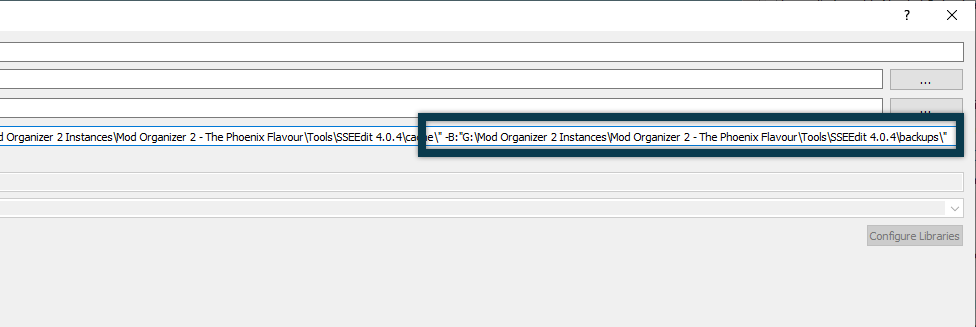 ?
...
...
od Organizer 2 Instances\Mod Organizer 2 - The Phoenix Flavour\Tools\SSEEdit 4.0.4\cache\" -B:"G:\Mod Organizer 2 Instances\Mod Organizer 2 - The Phoenix Flavour\Tools\SSEEdit 4.0.4\backups\"
Configure Libraries